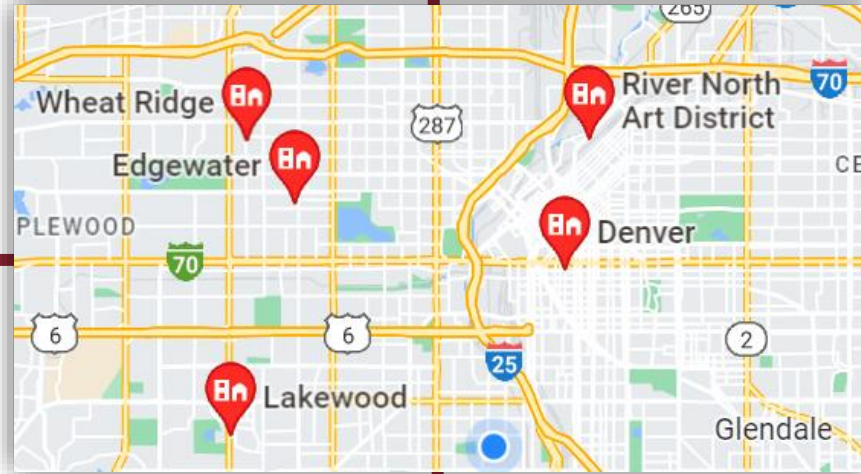 265
Wheat Ridge
River North
Art District
70
287
Edgewater
CE
PLEWOOD
Denver
70
6
6
2
25
Lakewood
Glendale